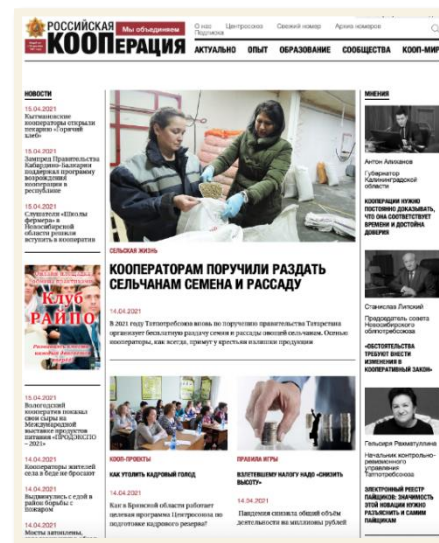 РОССИЙСКАЯ
КООПЕРАЦИЯ
Мы объединяем
О нас Центросоюз Свежий номер Архив номеров
Подписка
АКТУАЛЬНО ОПЫТ ОБРАЗОВАНИЕ СООБЩЕСТВА КООП-МИР
НОВОСТИ
15.04.2021
Кытмановские
кооператоры открыли
пекарню «Горячий
хлеб»
15.04.2021
Зампред Правительства
Кабардино-Балкарии
поддержал программу
возрождения
кооперации в
республике
15.04.2021
Слушатели «Школы
фермера» в
Новосибирской
области решили
вступить в кооператив
Клуб
РАЙПО
15.04.2021
Вологодский
кооператив показал
свои сыры на
Международной
выставке продуктов
питания «ПРОДЭКСПО
– 2021»
14.04.2021
Кооператоры жителей
села в беде не бросают
14.04.2021
Выдвинулись с едой в
район борьбы с
пожаром
14.04.2021
Мосты затоплены,
СЕЛЬСКАЯ ЖИЗНЬ
КООПЕРАТОРАМ ПОРУЧИЛИ РАЗДАТЬ
СЕЛЬЧАНАМ СЕМЕНА И РАССАДУ
14.04.2021
В 2021 году Татпотребсоюз вновь по поручению правительства Татарстана
организует бесплатную раздачу семян и рассады овощей сельчанам. Осенью
кооператоры, как всегда, примут у крестьян излишки продукции
КООП-ПРОЕКТЫ
КАК УТОЛИТЬ КАДРОВЫЙ ГОЛОД
14.04.2021
Как в Брянской области работает
целевая программа Центросоюза по
подготовке кадрового резерва?
ПРАВИЛА ИГРЫ
ВЗЛЕТЕВШЕМУ НАЛОГУ НАДО «СНИЗИТЬ
ВЫСОТУ»
14.04.2021
Пандемия снизила общий объём
деятельности на миллионы рублей
МНЕНИЯ
Антон Алиханов
Губернатор
Калининградской
области
КООПЕРАЦИИ НУЖНО
ПОСТОЯННО ДОКАЗЫВАТЬ,
ЧТО ОНА СООТВЕТСТВУЕТ
ВРЕМЕНИ И ДОСТОЙНА
ДОВЕРИЯ
Станислав Липский
Председатель совета
Новосибирского
облпотребсоюза
«ОБСТОЯТЕЛЬСТВА
ТРЕБУЮТ ВНЕСТИ
ИЗМЕНЕНИЯ В
КООПЕРАТИВНЫЙ ЗАКОН»
Гельсиря Рахматуллина
Начальник контрольно-
ревизионного
управления
Татпотребсоюза
ЭЛЕКТРОННЫЙ РЕЕСТР
ПАЙЩИКОВ: ЗНАЧИМОСТЬ
ЭТОЙ НОВАЦИИ НУЖНО
РАЗЪЯСНИТЬ И САМИМ
ПАЙЩИКАМ